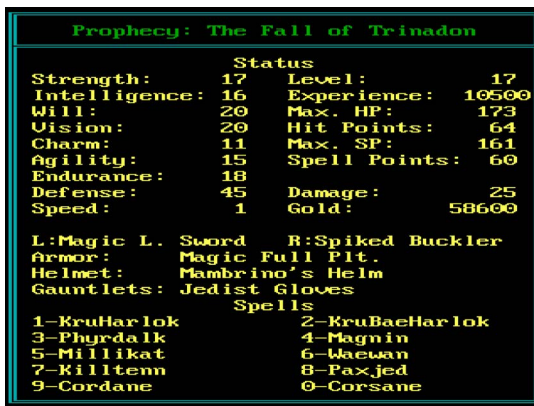 Prophecy: The Fall of Trinadon
Status
Strength: 17 Level: 17
Intelligence: 16 Experience: 10500
Will: 20 Max. HP: 173
Vision: 20 Hit Points: 64
Charm: 11 Max. SP: 161
Agility: 15 Spell Points: 60
Endurance: 18
Defense: 45 Damage: 25
Speed: 1 Gold: 58600
L:Magic L. Sword R:Spiked Buckler
Armor: Magic Full Plt.
Helmet: Mambrino's Helm
Gauntlets: Jedist Gloves
Spells
1-KruHarlok 2-KruBaeHarlok
3-Phyrdalk 4-Magnin
5-Millikat 6-Waewan
7-Killtenn 8-Paxjed
9-Cordane 0-Corsane